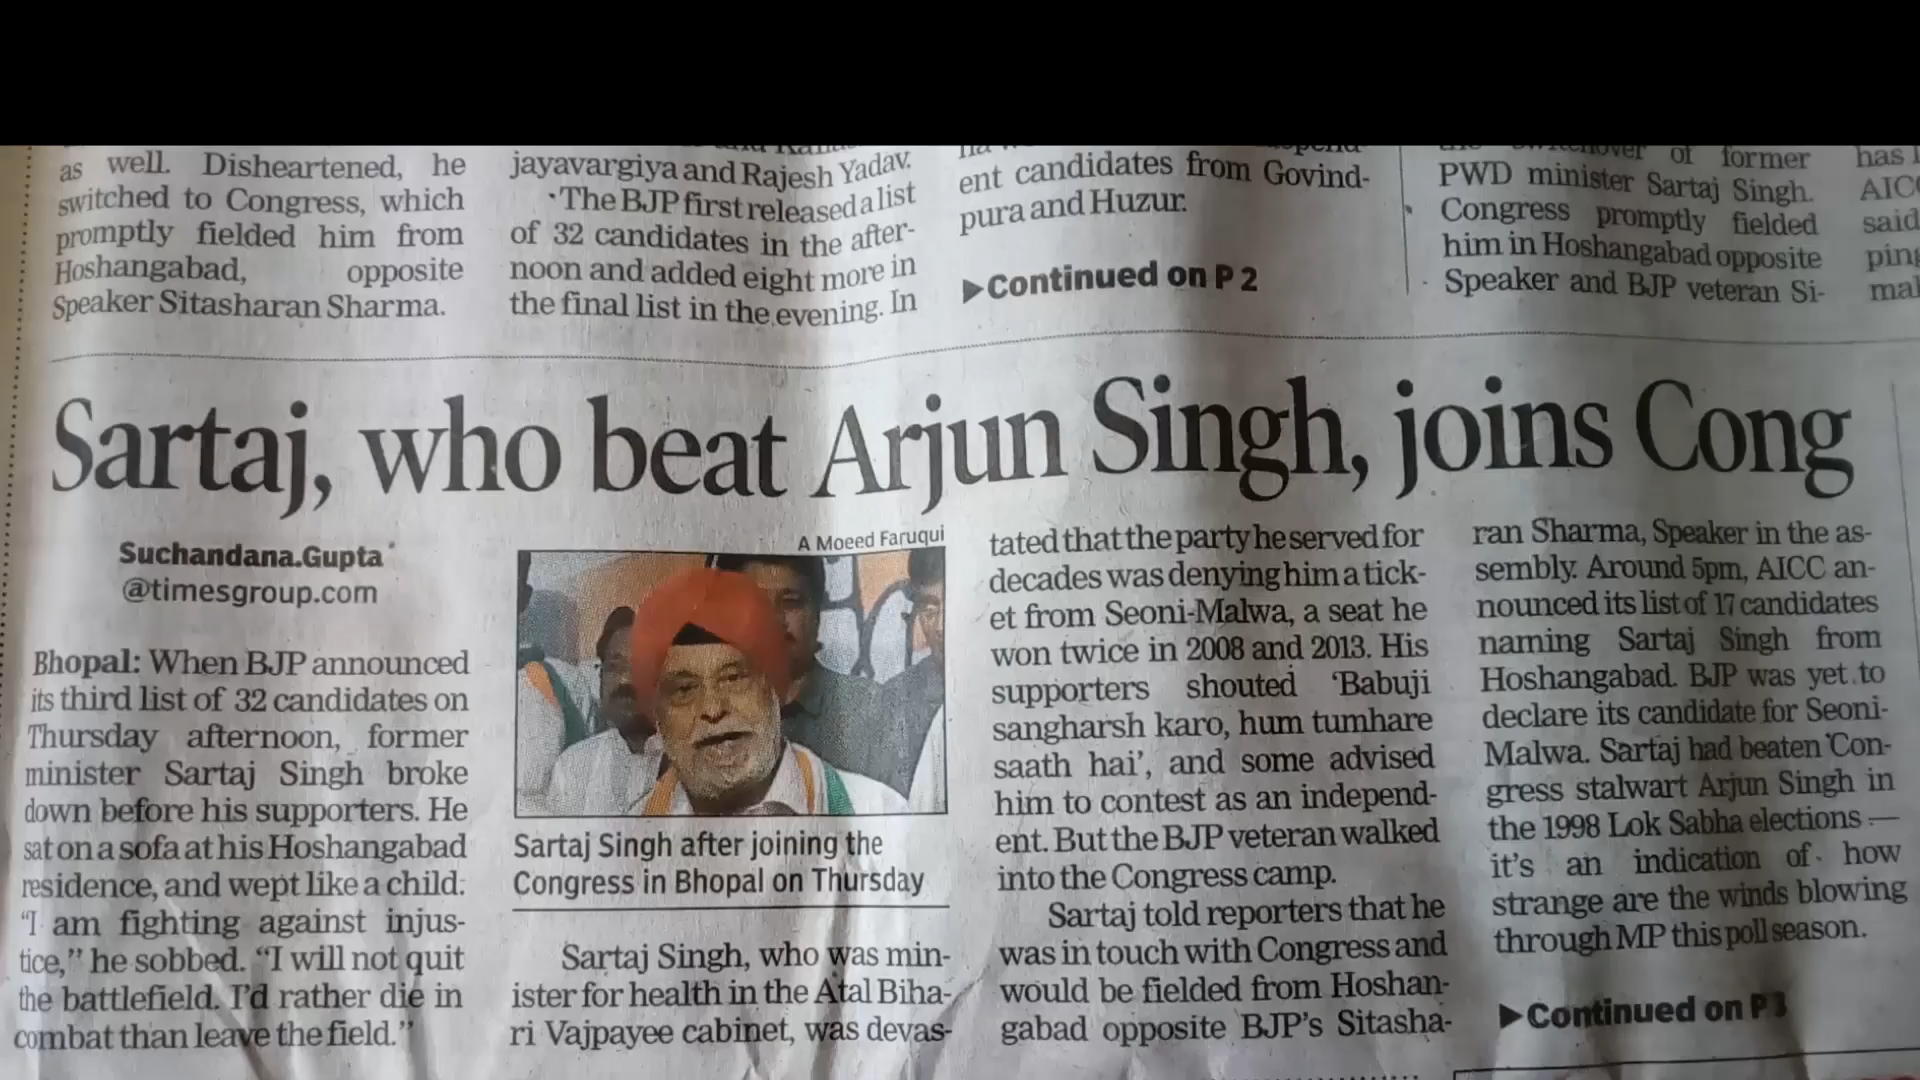 as well. Disheartened, he
switched to Congress, which
promptly fielded him from
Hoshangabad, opposite
Speaker Sitasharan Sharma.
jayavargiya and Rajesh Yadav.
The BJP first released a list
of 32 candidates in the after-
noon and added eight more in
the final list in the evening. In
ent candidates from Govind-
pura and Huzur.
▶Continued on P 2
of former
PWD minister Sartaj Singh.
Congress promptly fielded
him in Hoshangabad opposite
Speaker and BJP veteran Si-
has
AIC
said
ping
mal
Sartaj, who beat Arjun Singh, joins Cong
Suchandana.Gupta
@timesgroup.com
Bhopal: When BJP announced
its third list of 32 candidates on
Thursday afternoon, former
minister Sartaj Singh broke
down before his supporters. He
sat on a sofa at his Hoshangabad
residence, and wept like a child.
“I am fighting against injus-
tice,” he sobbed. “I will not quit
the battlefield. I’d rather die in
combat than leave the field.”
A Moeed Faruqui
Sartaj Singh after joining the
Congress in Bhopal on Thursday
Sartaj Singh, who was min-
ister for health in the Atal Biha-
ri Vajpayee cabinet, was devas-
tated that the party he served for
decades was denying him a tick-
et from Seoni-Malwa, a seat he
won twice in 2008 and 2013. His
supporters shouted ‘Babuji
sangharsh karo, hum tumhare
saath hai’, and some advised
him to contest as an independ-
ent. But the BJP veteran walked
into the Congress camp.
Sartaj told reporters that he
was in touch with Congress and
would be fielded from Hoshan-
gabad opposite BJP’s Sitasha-
ran Sharma, Speaker in the as-
sembly. Around 5pm, AICC an-
nounced its list of 17 candidates
naming Sartaj Singh from
Hoshangabad. BJP was yet to
declare its candidate for Seoni-
Malwa. Sartaj had beaten Con-
gress stalwart Arjun Singh in
the 1998 Lok Sabha elections —
it’s an indication of how
strange are the winds blowing
through MP this poll season.
▶Continued on P 3